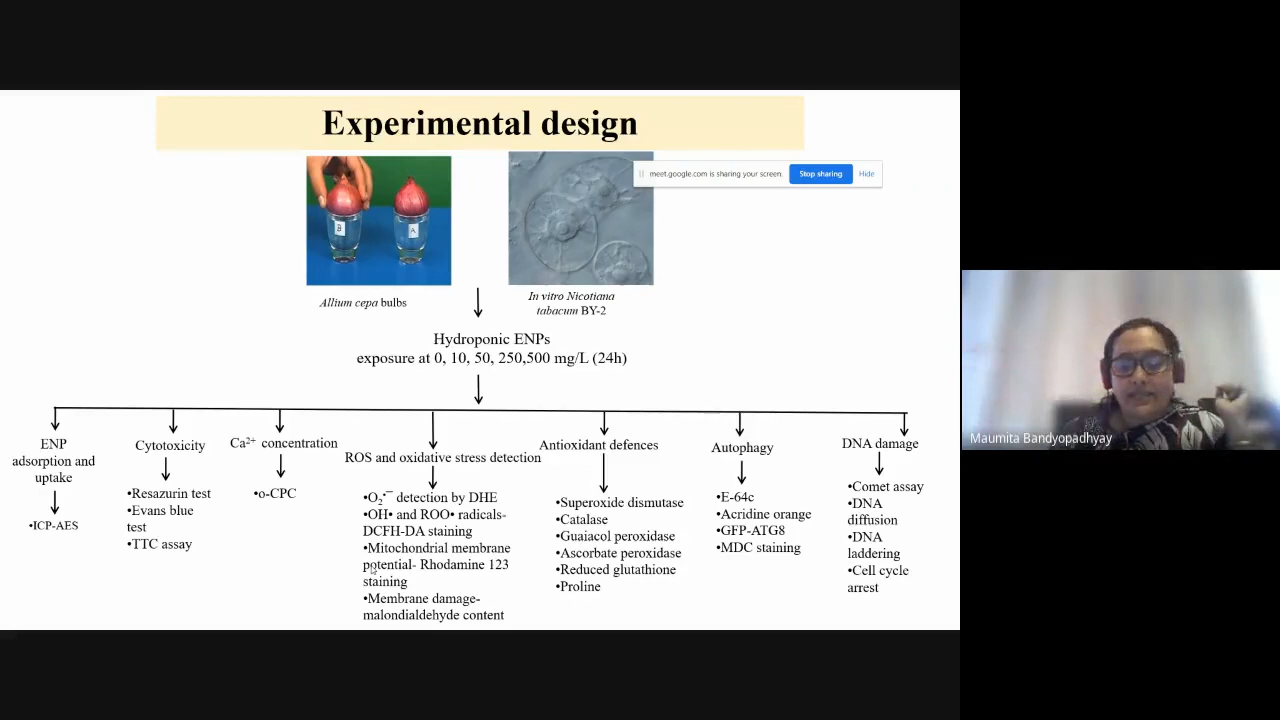 Experimental design
meet.google.com is sharing your screen.
Stop sharing
Hide
B
A
Allium cepa bulbs
In vitro Nicotiana
tabacum BY-2
Hydroponic ENPs
exposure at 0, 10, 50, 250,500 mg/L (24h)
ENP
adsorption and
uptake
•ICP-AES
Cytotoxicity
•Resazurin test
•Evans blue
test
•TTC assay
Ca²⁺ concentration
•o-CPC
ROS and oxidative stress detection
•O₂•⁻ detection by DHE
•OH• and ROO• radicals-
DCFH-DA staining
•Mitochondrial membrane
potential- Rhodamine 123
staining
•Membrane damage-
malondialdehyde content
Antioxidant defences
•Superoxide dismutase
•Catalase
•Guaiacol peroxidase
•Ascorbate peroxidase
•Reduced glutathione
•Proline
Autophagy
•E-64c
•Acridine orange
•GFP-ATG8
•MDC staining
DNA damage
•Comet assay
•DNA
diffusion
•DNA
laddering
•Cell cycle
arrest
Maumita Bandyopadhyay